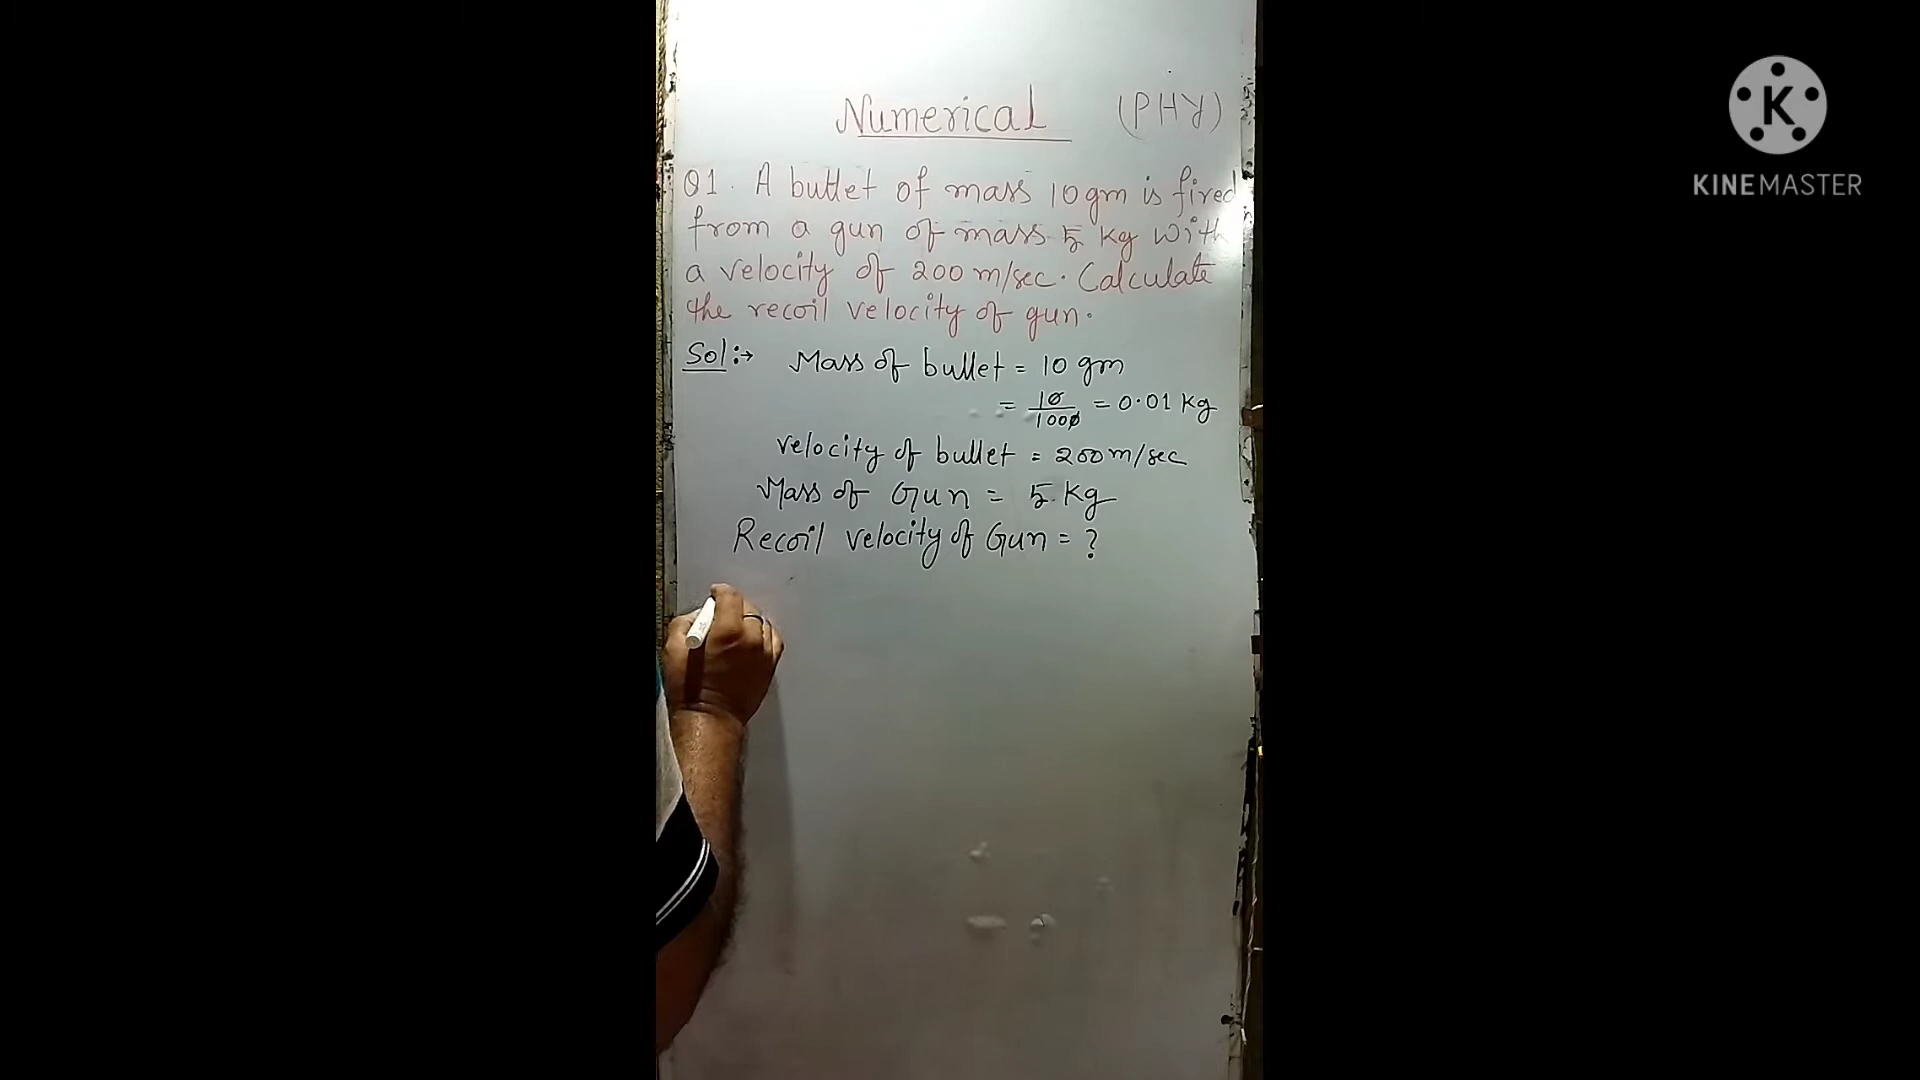 Numerical (PHY)
Q1. A bullet of mass 10 gm is fired
from a gun of mass 5 kg with
a velocity of 200 m/sec. Calculate
the recoil velocity of gun.
Sol:→ Mass of bullet = 10 gm
= 10/1000 = 0.01 Kg
Velocity of bullet = 200 m/sec
Mass of Gun = 5 Kg
Recoil velocity of Gun = ?
K
KINEMASTER